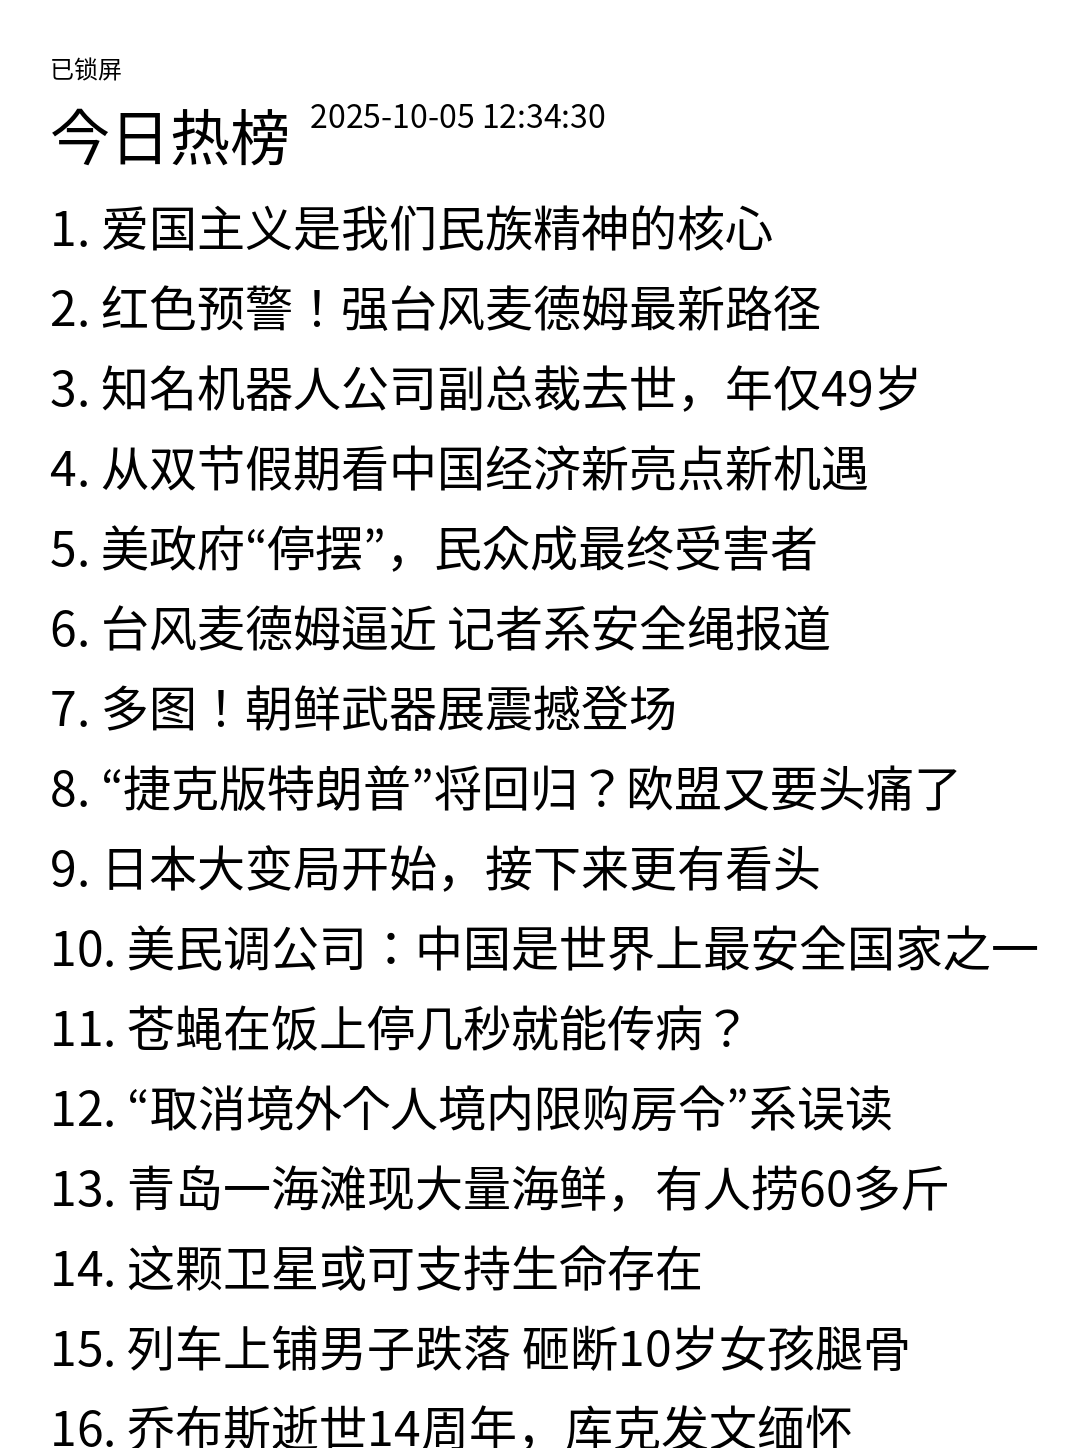 已锁屏
今日热榜 2025-10-05 12:34:30
1. 爱国主义是我们民族精神的核心
2. 红色预警！强台风麦德姆最新路径
3. 知名机器人公司副总裁去世，年仅49岁
4. 从双节假期看中国经济新亮点新机遇
5. 美政府“停摆”，民众成最终受害者
6. 台风麦德姆逼近 记者系安全绳报道
7. 多图！朝鲜武器展震撼登场
8. “捷克版特朗普”将回归？欧盟又要头痛了
9. 日本大变局开始，接下来更有看头
10. 美民调公司：中国是世界上最安全国家之一
11. 苍蝇在饭上停几秒就能传病？
12. “取消境外个人境内限购房令”系误读
13. 青岛一海滩现大量海鲜，有人捞60多斤
14. 这颗卫星或可支持生命存在
15. 列车上铺男子跌落 砸断10岁女孩腿骨
16. 乔布斯逝世14周年，库克发文缅怀